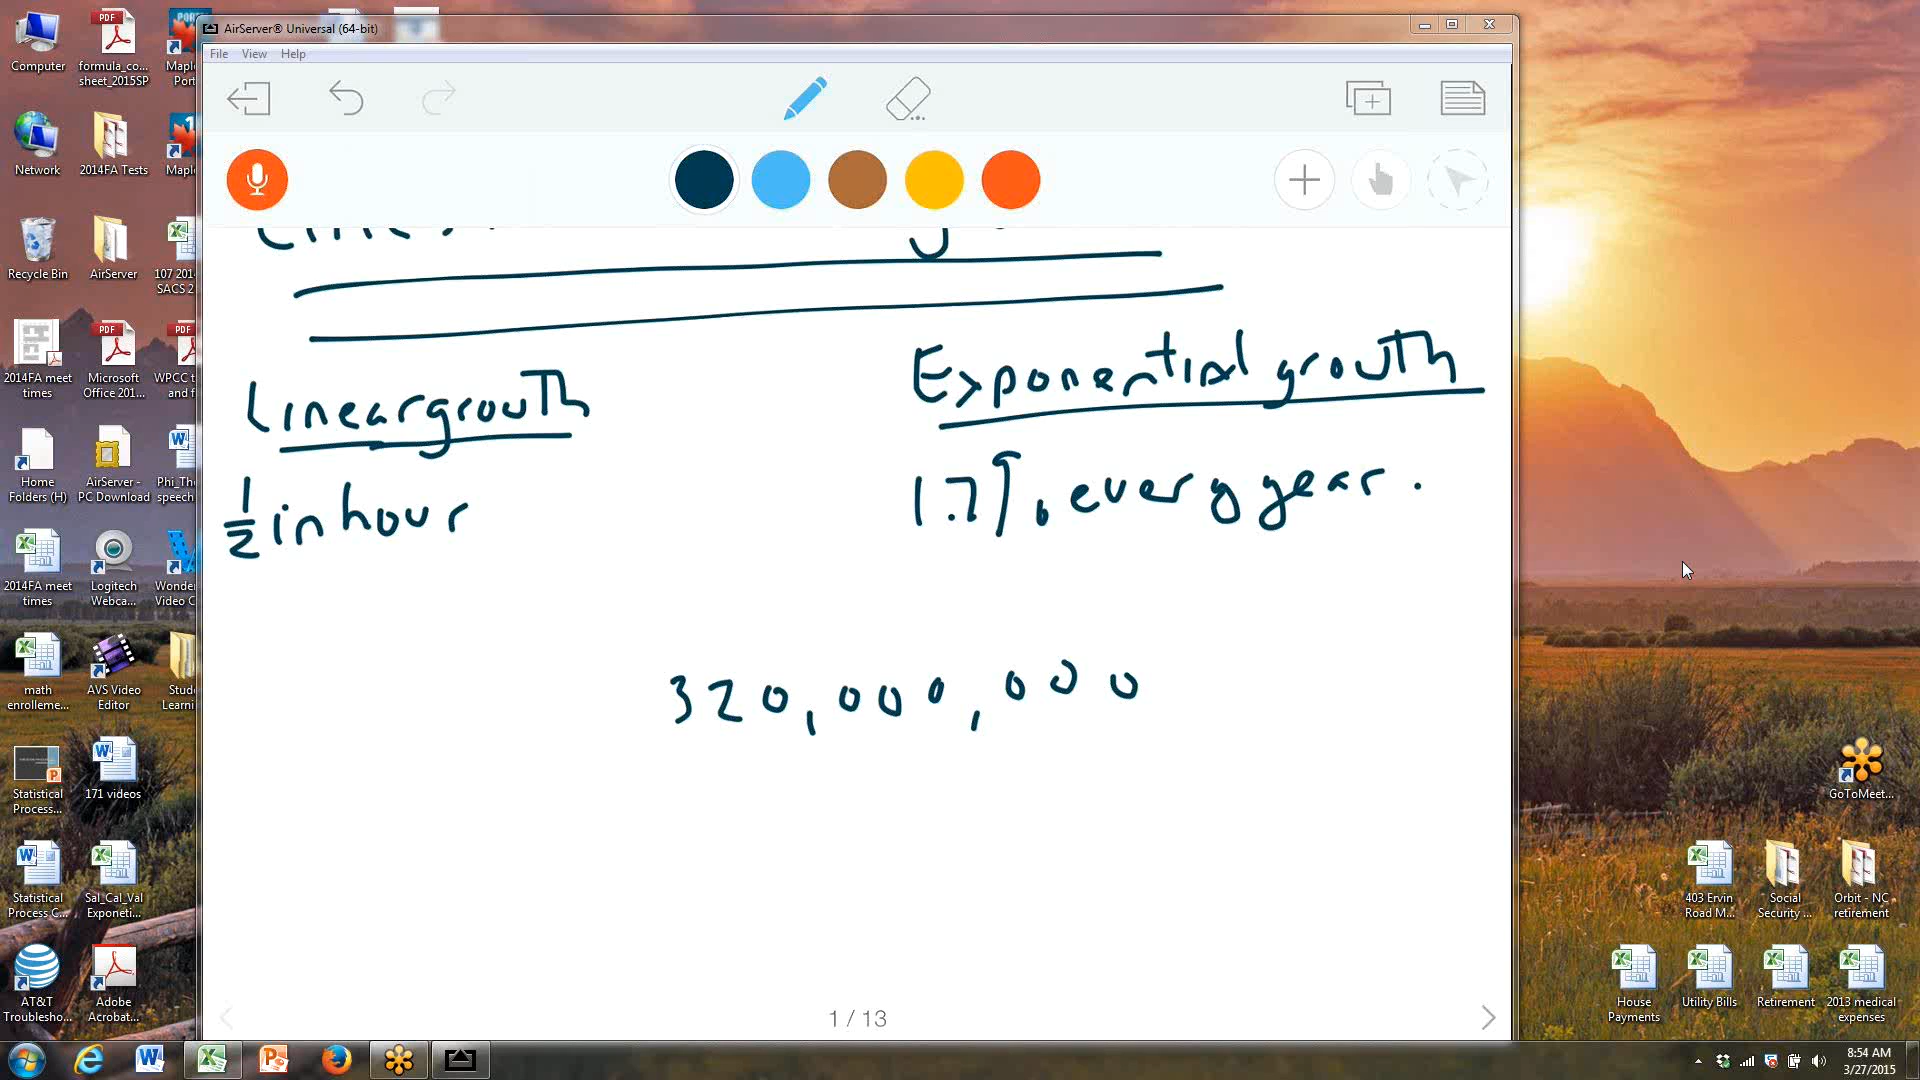 AirServer® Universal (64-bit)
File View Help
Linear growth
Exponential growth
1/2 in hour
1.7% every year.
320,000,000
1 / 13
Computer
formula_co... sheet_2015SP
Network
2014FA Tests
Recycle Bin
AirServer
2014FA meet times
Microsoft Office 201...
Home Folders (H)
AirServer - PC Download
2014FA meet times
Logitech Webca...
math enrolleme...
AVS Video Editor
Statistical Process...
171 videos
Statistical Process C...
Sal_Cal_Val Exponeti...
AT&T Troublesho...
Adobe Acrobat...
GoToMeet...
403 Ervin Road M...
Social Security ...
Orbit - NC retirement
House Payments
Utility Bills
Retirement
2013 medical expenses
8:54 AM
3/27/2015